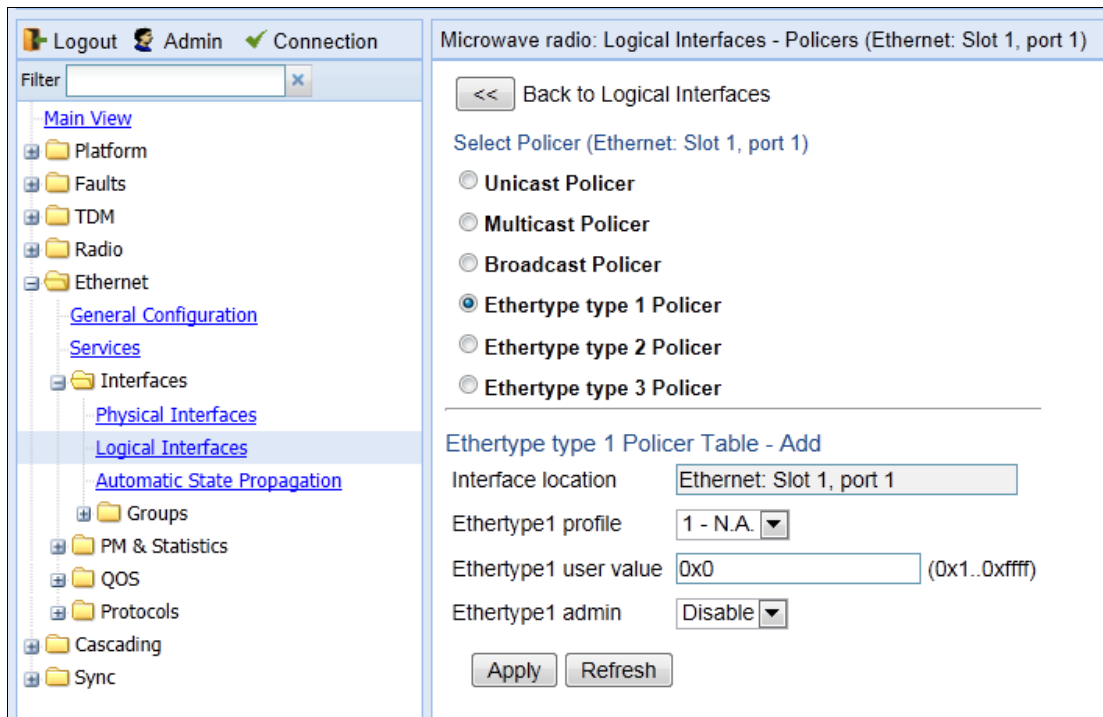 Logout Admin Connection
Filter
Main View
Platform
Faults
TDM
Radio
Ethernet
General Configuration
Services
Interfaces
Physical Interfaces
Logical Interfaces
Automatic State Propagation
Groups
PM & Statistics
QOS
Protocols
Cascading
Sync
Microwave radio: Logical Interfaces - Policers (Ethernet: Slot 1, port 1)
<< Back to Logical Interfaces
Select Policer (Ethernet: Slot 1, port 1)
Unicast Policer
Multicast Policer
Broadcast Policer
Ethertype type 1 Policer
Ethertype type 2 Policer
Ethertype type 3 Policer
Ethertype type 1 Policer Table - Add
Interface location Ethernet: Slot 1, port 1
Ethertype1 profile 1 - N.A.
Ethertype1 user value 0x0 (0x1..0xffff)
Ethertype1 admin Disable
Apply Refresh